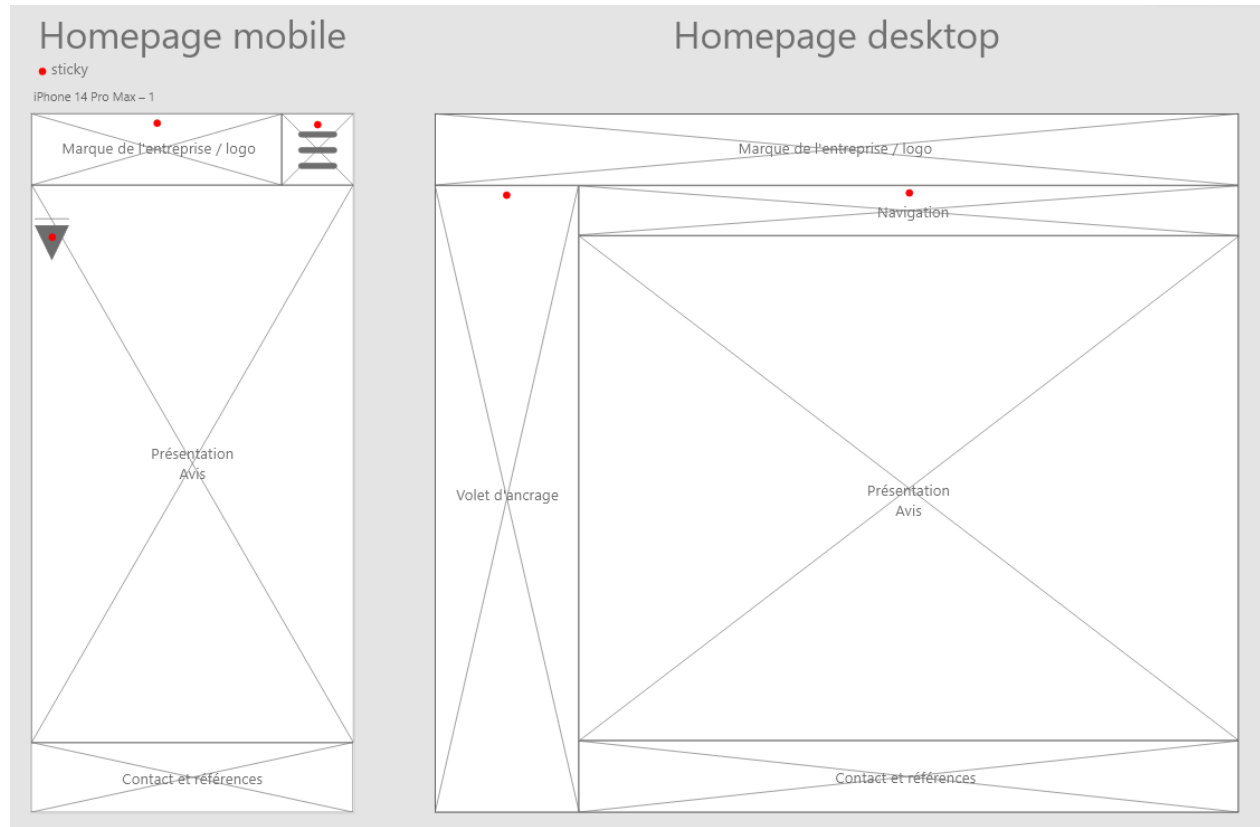 Homepage mobile
Homepage desktop
sticky
iPhone 14 Pro Max – 1
Marque de l'entreprise / logo
Présentation
Avis
Contact et références
Marque de l'entreprise / logo
Navigation
Volet d'ancrage
Présentation
Avis
Contact et références